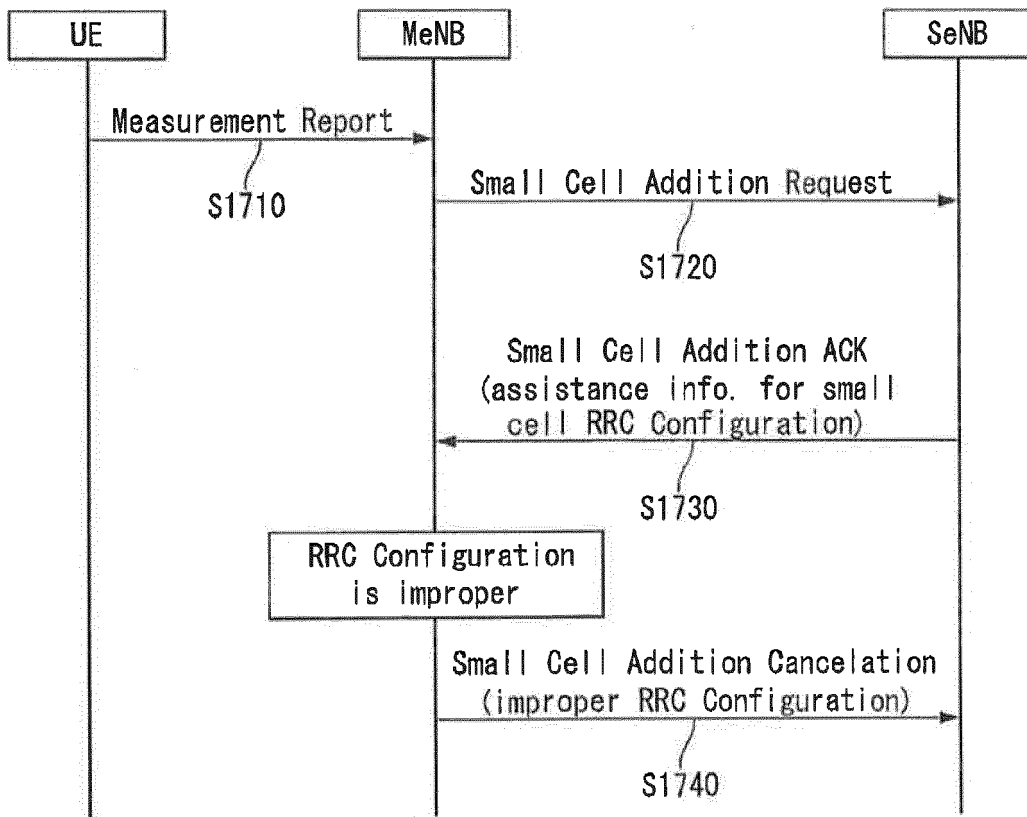 UE
MeNB
SeNB
Measurement Report
S1710
Small Cell Addition Request
S1720
Small Cell Addition ACK
(assistance info. for small
cell RRC Configuration)
S1730
RRC Configuration
is improper
Small Cell Addition Cancelation
(improper RRC Configuration)
S1740